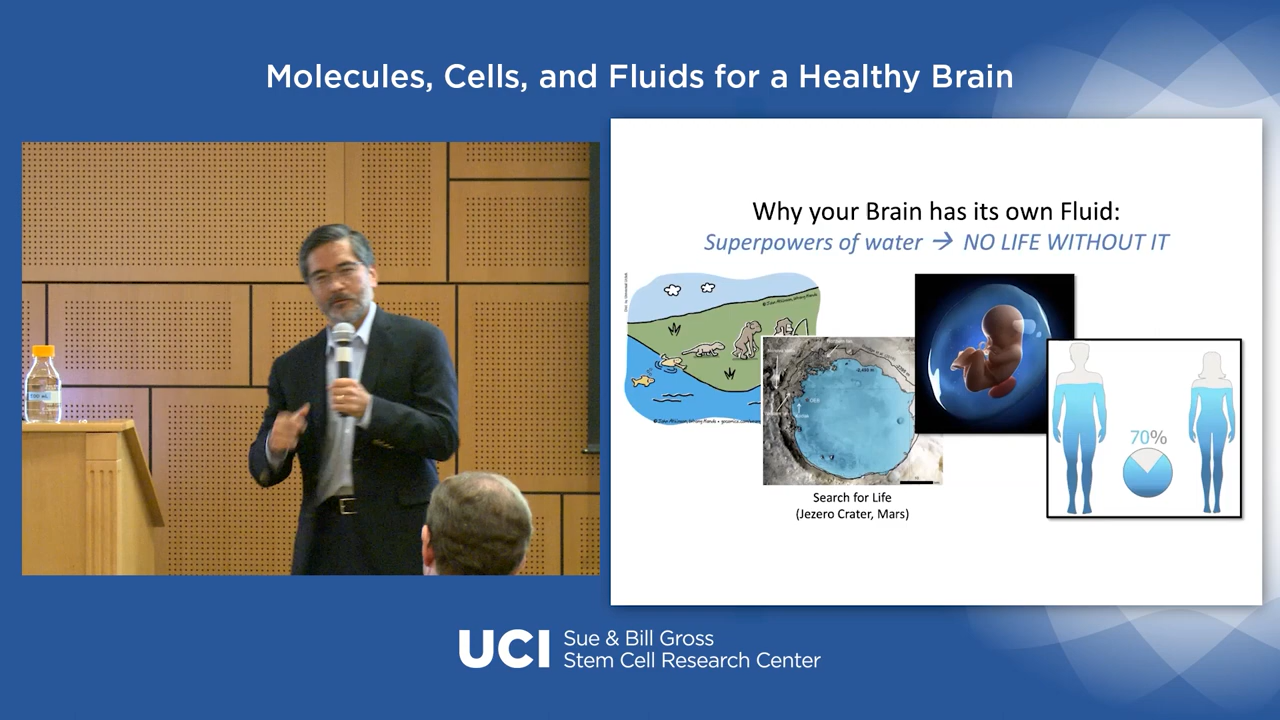 Molecules, Cells, and Fluids for a Healthy Brain
Why your Brain has its own Fluid:
Superpowers of water → NO LIFE WITHOUT IT
Search for Life
(Jezero Crater, Mars)
70%
UCI
Sue & Bill Gross
Stem Cell Research Center